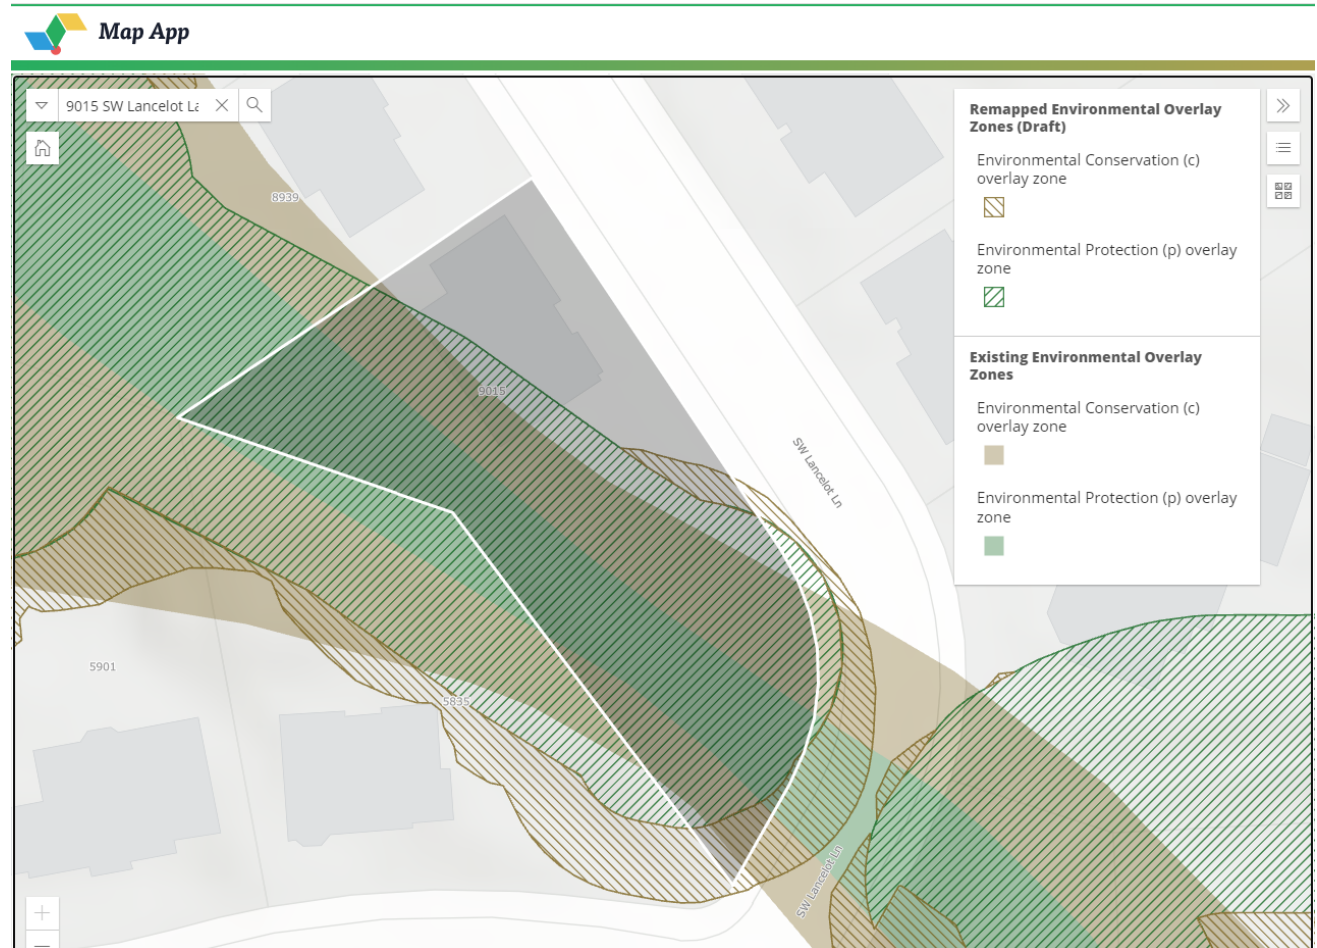 Map App
9015 SW Lancelot La
Remapped Environmental Overlay
Zones (Draft)
Environmental Conservation (c)
overlay zone
Environmental Protection (p) overlay
zone
Existing Environmental Overlay
Zones
Environmental Conservation (c)
overlay zone
Environmental Protection (p) overlay
zone
8939
9015
SW Lancelot Ln
5901
5835
SW Lancelot Ln